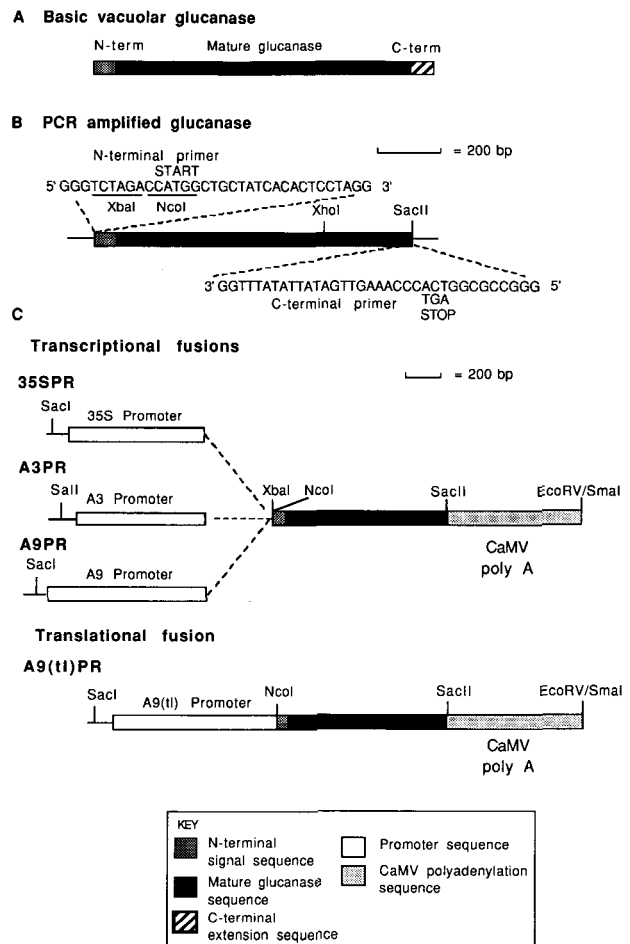 A Basic vacuolar glucanase
N-term Mature glucanase C-term
B PCR amplified glucanase
= 200 bp
N-terminal primer
START
5' GGGTCTAGACCATGGCTGCTATCACACTCCTAGG 3'
XbaI NcoI
XhoI SacII
3' GGTTTATATTATAGTTGAAACCCACTGGCGCCGGG 5'
C-terminal primer TGA
STOP
C
Transcriptional fusions
= 200 bp
35SPR
SacI 35S Promoter
A3PR
SalI A3 Promoter
XbaI NcoI SacII EcoRV/SmaI
A9PR
SacI A9 Promoter
CaMV
poly A
Translational fusion
A9(tl)PR
SacI A9(tl) Promoter NcoI SacII EcoRV/SmaI
CaMV
poly A
KEY
N-terminal
signal sequence
Mature glucanase
sequence
C-terminal
extension sequence
Promoter sequence
CaMV polyadenylation
sequence